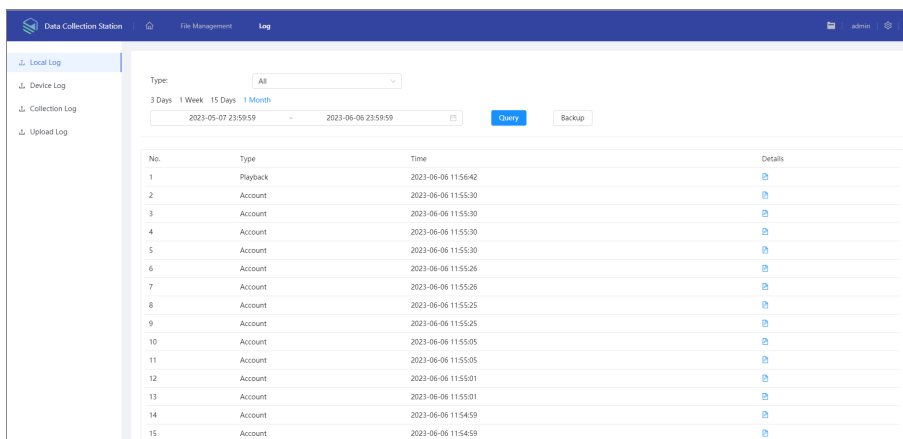 Data Collection Station File Management Log admin
Local Log
Device Log
Collection Log
Upload Log
Type: All
3 Days 1 Week 15 Days 1 Month
2023-05-07 23:59:59 ~ 2023-06-06 23:59:59 Query Backup
No. Type Time Details
1 Playback 2023-06-06 11:56:42
2 Account 2023-06-06 11:55:30
3 Account 2023-06-06 11:55:30
4 Account 2023-06-06 11:55:30
5 Account 2023-06-06 11:55:30
6 Account 2023-06-06 11:55:26
7 Account 2023-06-06 11:55:26
8 Account 2023-06-06 11:55:25
9 Account 2023-06-06 11:55:25
10 Account 2023-06-06 11:55:05
11 Account 2023-06-06 11:55:05
12 Account 2023-06-06 11:55:01
13 Account 2023-06-06 11:55:01
14 Account 2023-06-06 11:54:59
15 Account 2023-06-06 11:54:59